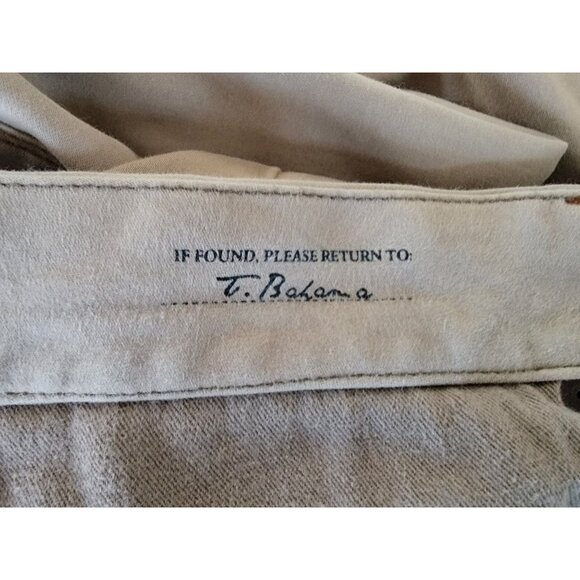 IF FOUND, PLEASE RETURN TO:
T. Bahama